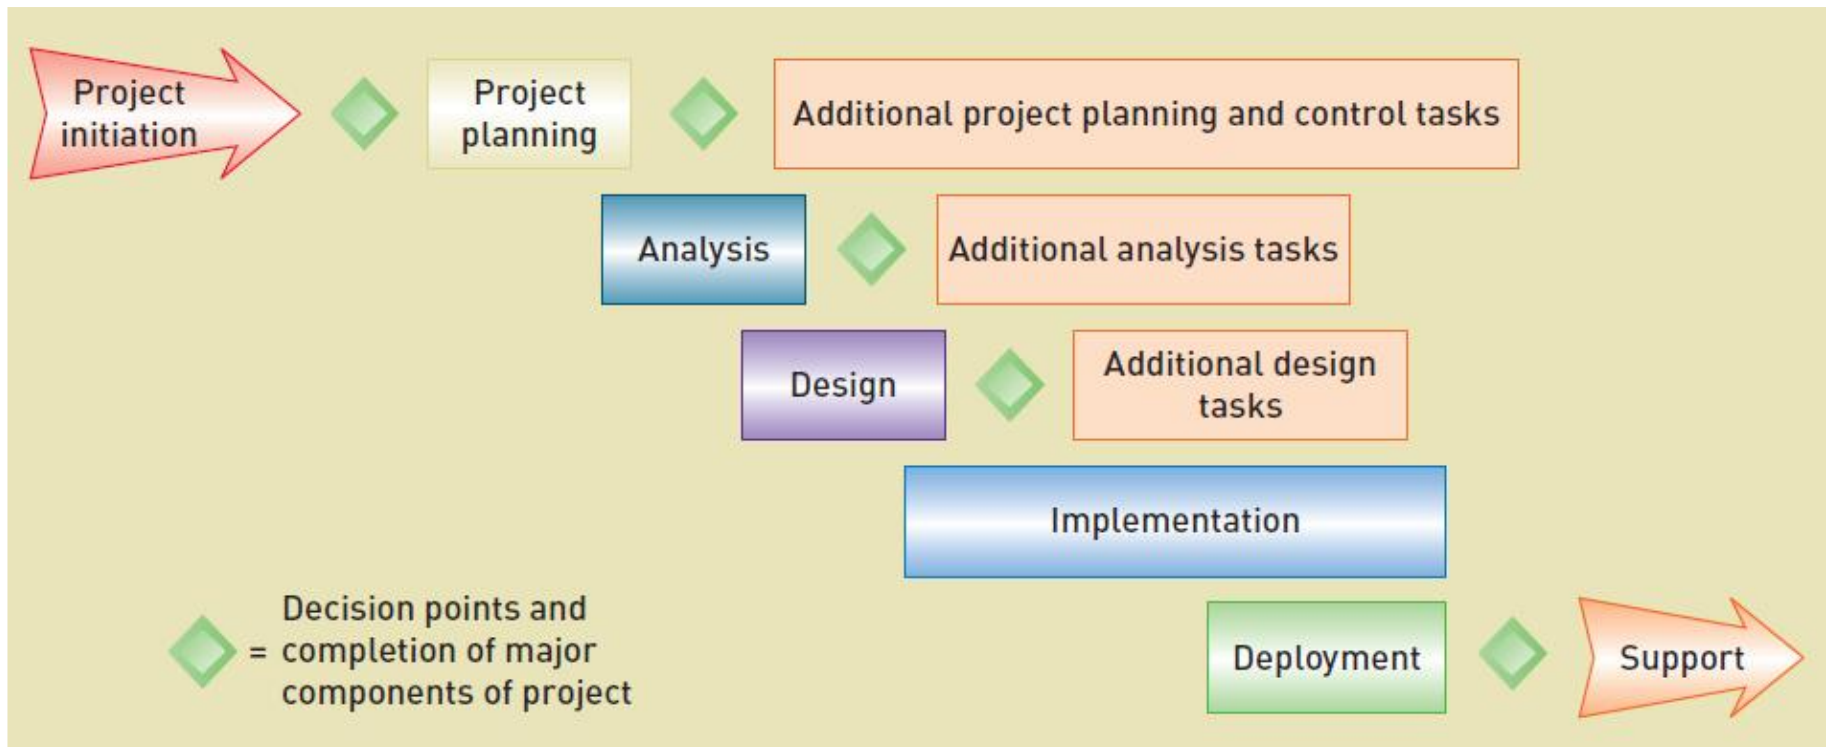 Project
initiation
Project
planning
Additional project planning and control tasks
Analysis
Additional analysis tasks
Design
Additional design
tasks
Implementation
Decision points and
= completion of major
components of project
Deployment
Support